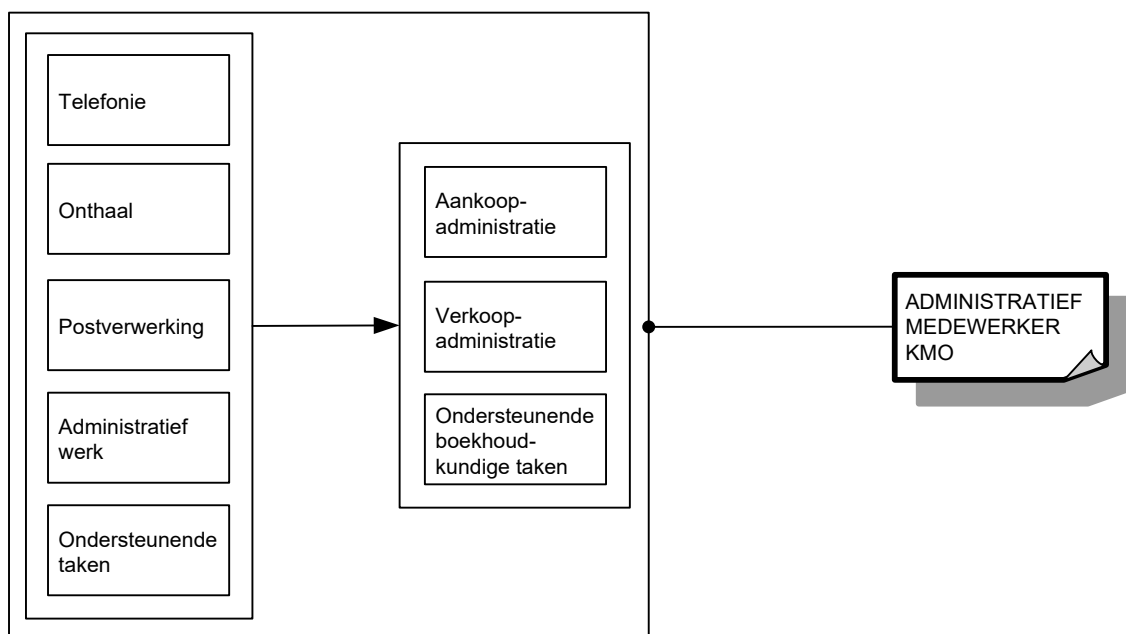 Telefonie
Onthaal
Postverwerking
Administratief
werk
Ondersteunende
taken
Aankoop-
administratie
Verkoop-
administratie
Ondersteunende
boekhoud-
kundige taken
ADMINISTRATIEF
MEDEWERKER
KMO